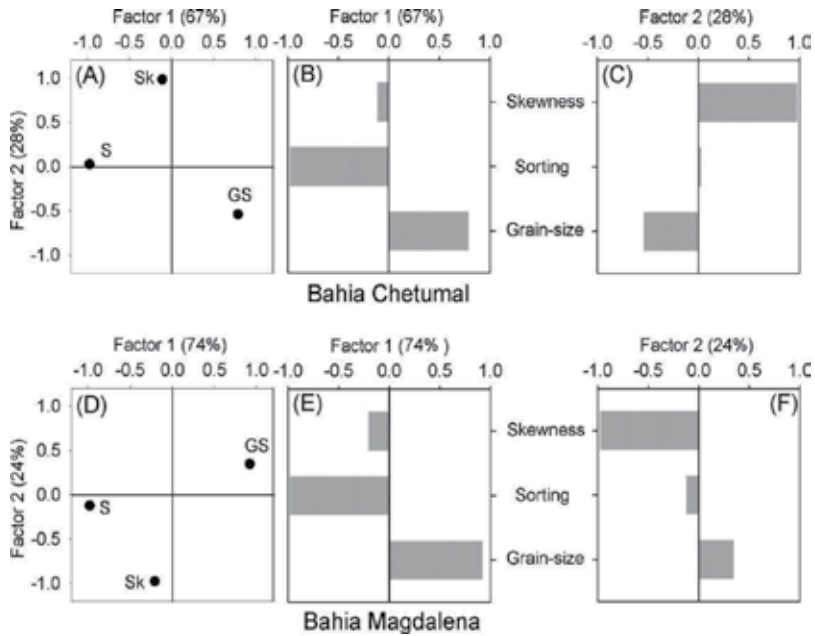 Factor 1 (67%)
-1.0 -0.5 0.0 0.5 1.0
Factor 1 (67%)
-1.0 -0.5 0.0 0.5 1.0
Factor 2 (28%)
-1.0 -0.5 0.0 0.5 1.0
Factor 2 (28%)
1.0
0.5
0.0
-0.5
-1.0
(A)
Sk
S
GS
(B)
Skewness
Sorting
Grain-size
(C)
Bahia Chetumal
Factor 1 (74%)
-1.0 -0.5 0.0 0.5 1.0
Factor 1 (74% )
-1.0 -0.5 0.0 0.5 1.0
Factor 2 (24%)
-1.0 -0.5 0.0 0.5 1.0
Factor 2 (24%)
1.0
0.5
0.0
-0.5
-1.0
(D)
GS
S
Sk
(E)
Skewness
Sorting
Grain-size
(F)
Bahia Magdalena